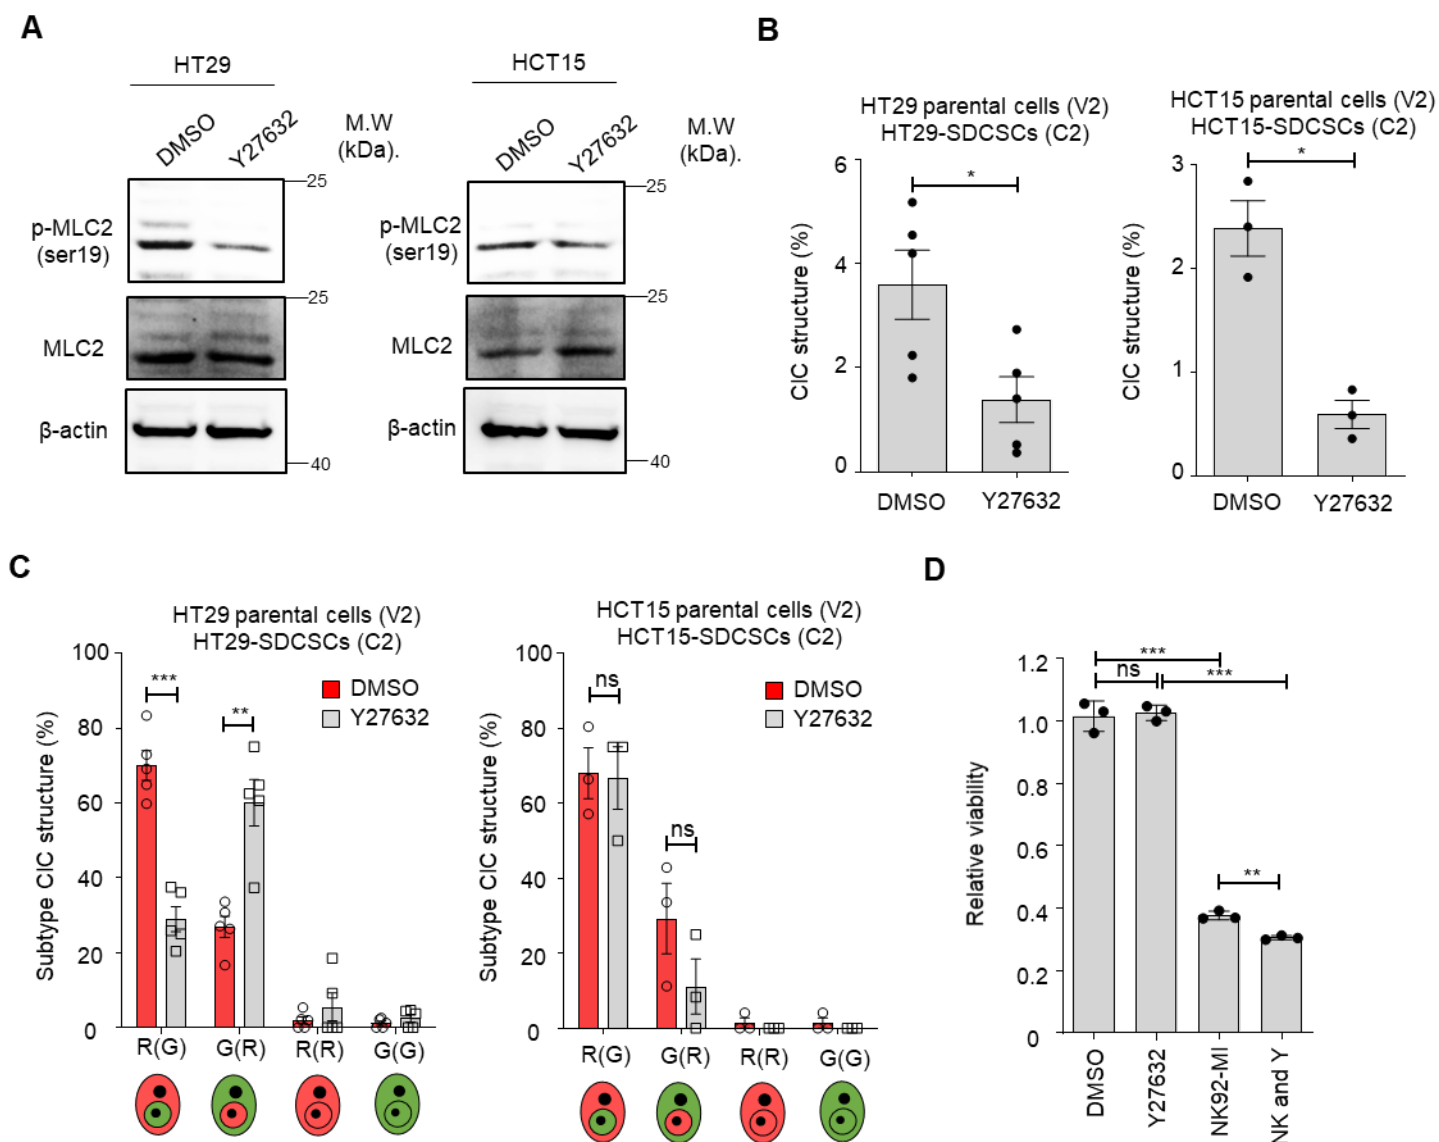 A
HT29
HCT15
DMSO
Y27632
M.W
(kDa).
DMSO
Y27632
M.W
(kDa).
p-MLC2
(ser19)
25
p-MLC2
(ser19)
25
MLC2
25
MLC2
25
β-actin
40
β-actin
40
B
HT29 parental cells (V2)
HT29-SDCSCs (C2)
CIC structure (%)
6
4
2
0
*
DMSO
Y27632
HCT15 parental cells (V2)
HCT15-SDCSCs (C2)
CIC structure (%)
3
2
1
0
*
DMSO
Y27632
C
HT29 parental cells (V2)
HT29-SDCSCs (C2)
Subtype CIC structure (%)
100
80
60
40
20
0
***
**
DMSO
Y27632
R(G)
G(R)
R(R)
G(G)
HCT15 parental cells (V2)
HCT15-SDCSCs (C2)
Subtype CIC structure (%)
100
80
60
40
20
0
ns
ns
DMSO
Y27632
R(G)
G(R)
R(R)
G(G)
D
Relative viability
1.2
1.0
0.8
0.6
0.4
0.2
0
***
ns
***
**
DMSO
Y27632
NK92-MI
NK and Y